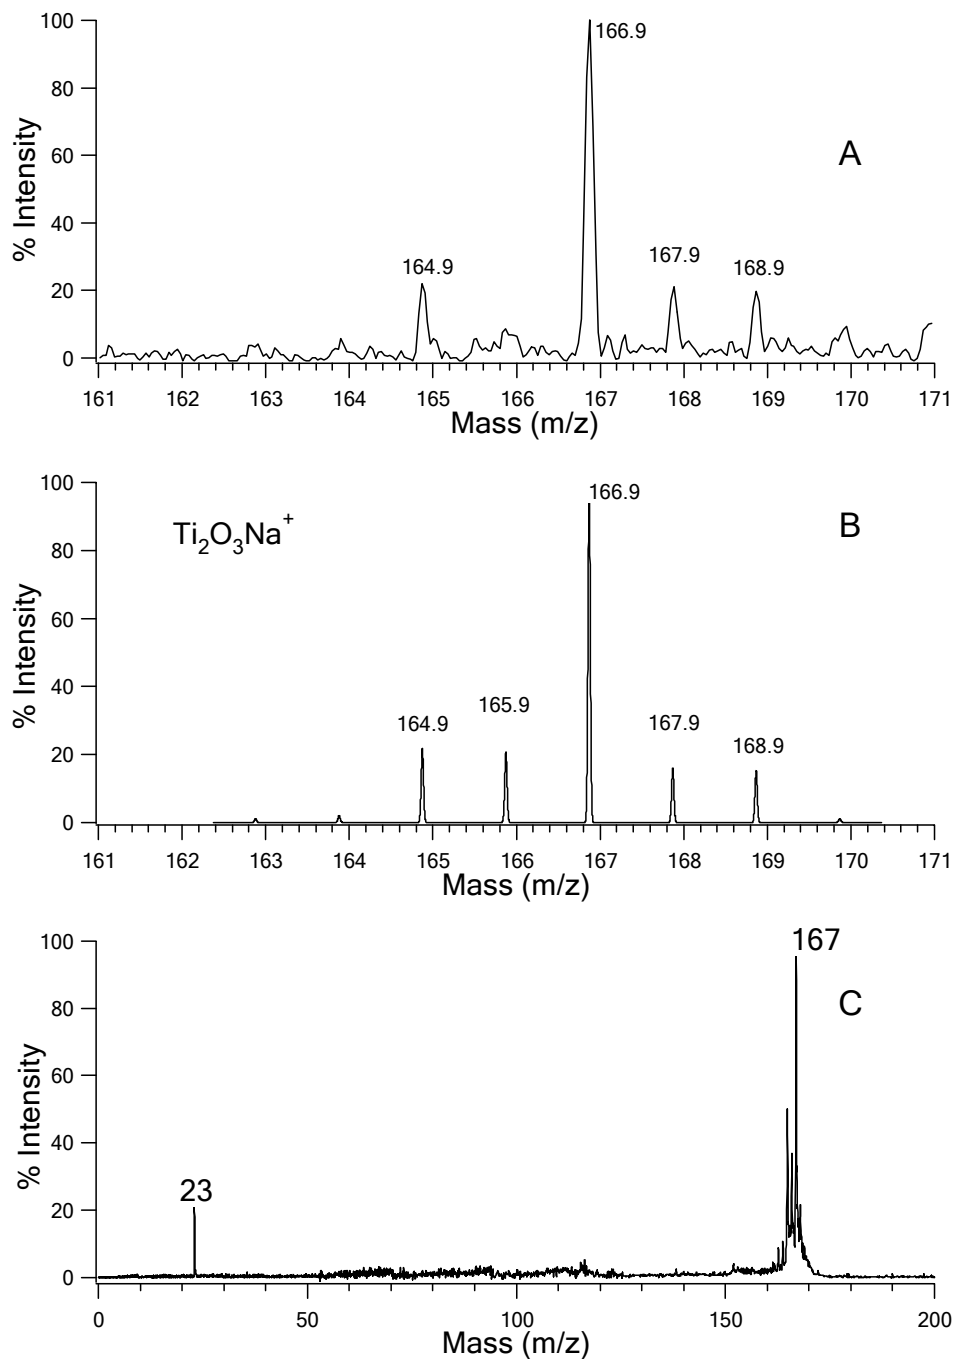 100
166.9
80
A
60
% Intensity
40
164.9
167.9
168.9
20
0
161 162 163 164 165 166 167 168 169 170 171
Mass (m/z)
100
166.9
Ti₂O₃Na⁺
B
80
60
% Intensity
40
164.9
165.9
167.9
168.9
20
0
161 162 163 164 165 166 167 168 169 170 171
Mass (m/z)
100
167
C
80
60
% Intensity
40
23
20
0
0 50 100 150 200
Mass (m/z)